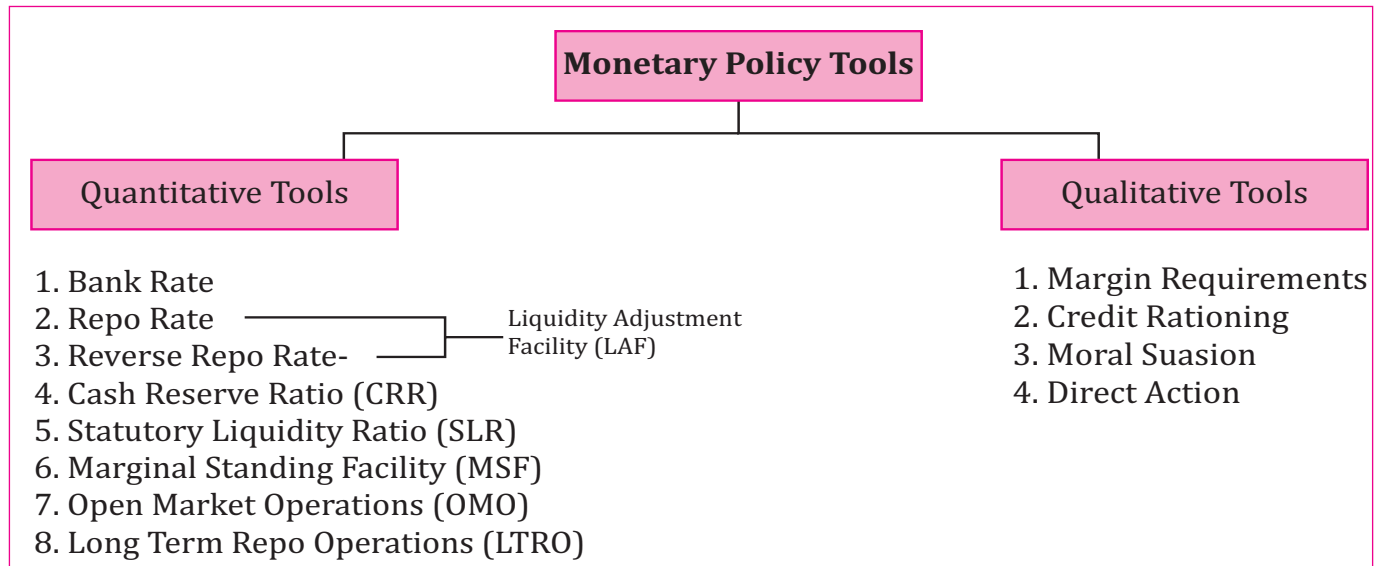 Monetary Policy Tools
Quantitative Tools
1. Bank Rate
2. Repo Rate
3. Reverse Repo Rate-
Liquidity Adjustment
Facility (LAF)
4. Cash Reserve Ratio (CRR)
5. Statutory Liquidity Ratio (SLR)
6. Marginal Standing Facility (MSF)
7. Open Market Operations (OMO)
8. Long Term Repo Operations (LTRO)
Qualitative Tools
1. Margin Requirements
2. Credit Rationing
3. Moral Suasion
4. Direct Action